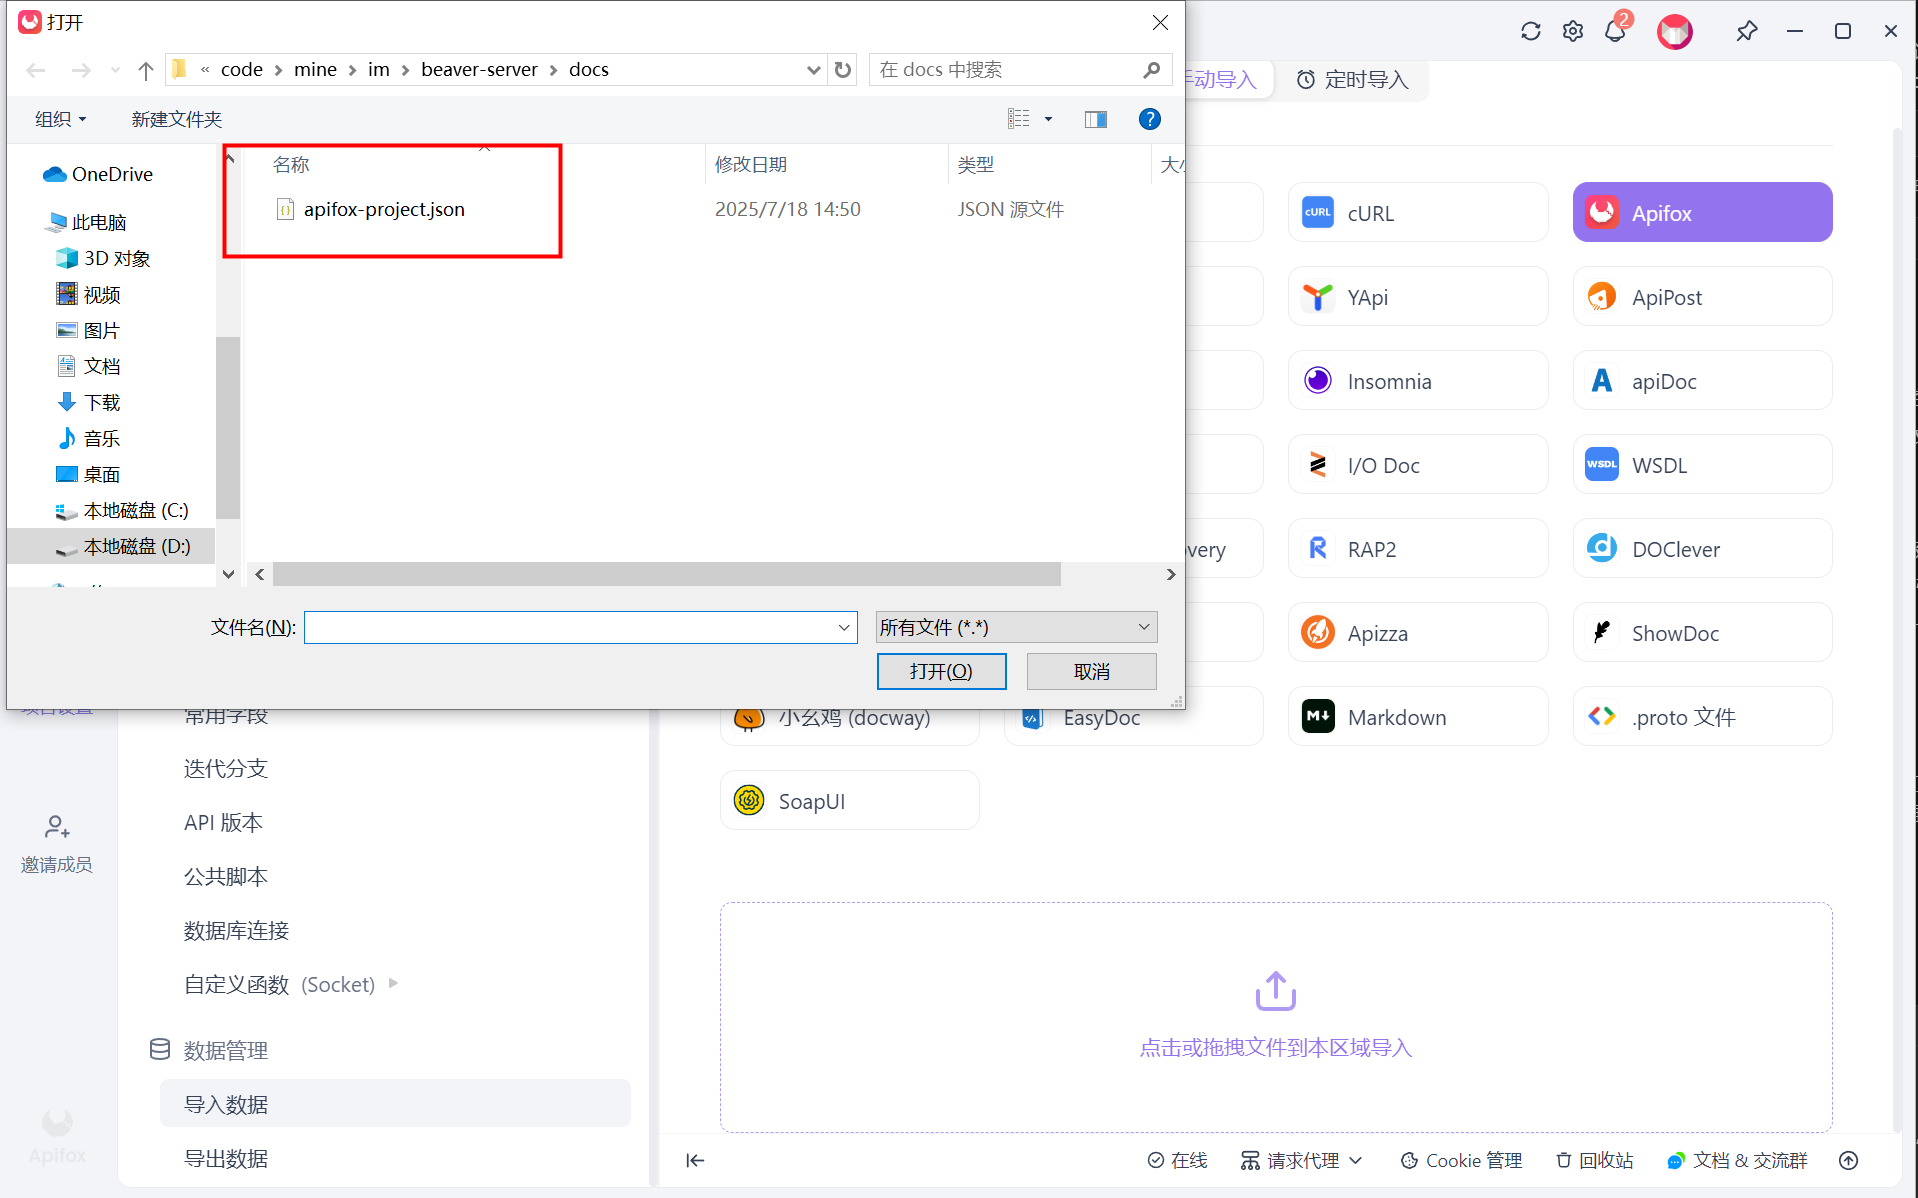 打开
« code > mine > im > beaver-server > docs
在 docs 中搜索
组织
新建文件夹
名称
修改日期
类型
apifox-project.json
2025/7/18 14:50
JSON 源文件
OneDrive
此电脑
3D 对象
视频
图片
文档
下载
音乐
桌面
本地磁盘 (C:)
本地磁盘 (D:)
文件名(N):
所有文件 (*.*)
打开(O)
取消
2
手动导入
定时导入
cURL
cURL
Apifox
YApi
ApiPost
Insomnia
apiDoc
I/O Doc
WSDL
WSDL
very
RAP2
DOClever
Apizza
ShowDoc
小幺鸡 (docway)
EasyDoc
Markdown
.proto 文件
SoapUI
点击或拖拽文件到本区域导入
项目设置
邀请成员
Apifox
常用字段
迭代分支
API 版本
公共脚本
数据库连接
自定义函数 (Socket)
数据管理
导入数据
导出数据
在线
请求代理
Cookie 管理
回收站
文档 & 交流群